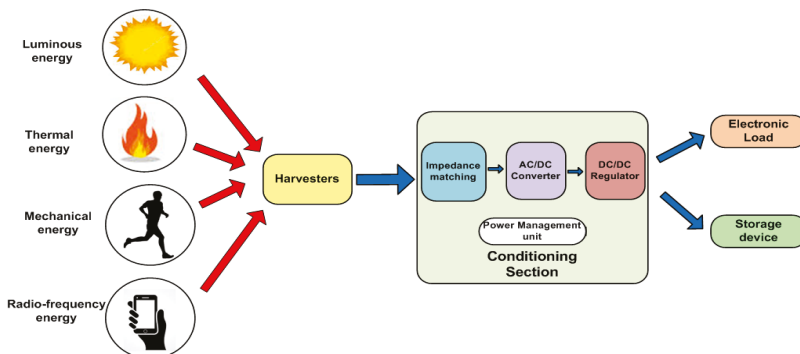 Luminous
energy
Thermal
energy
Mechanical
energy
Radio-frequency
energy
Harvesters
Impedance
matching
AC/DC
Converter
DC/DC
Regulator
Power Management
unit
Conditioning
Section
Electronic
Load
Storage
device